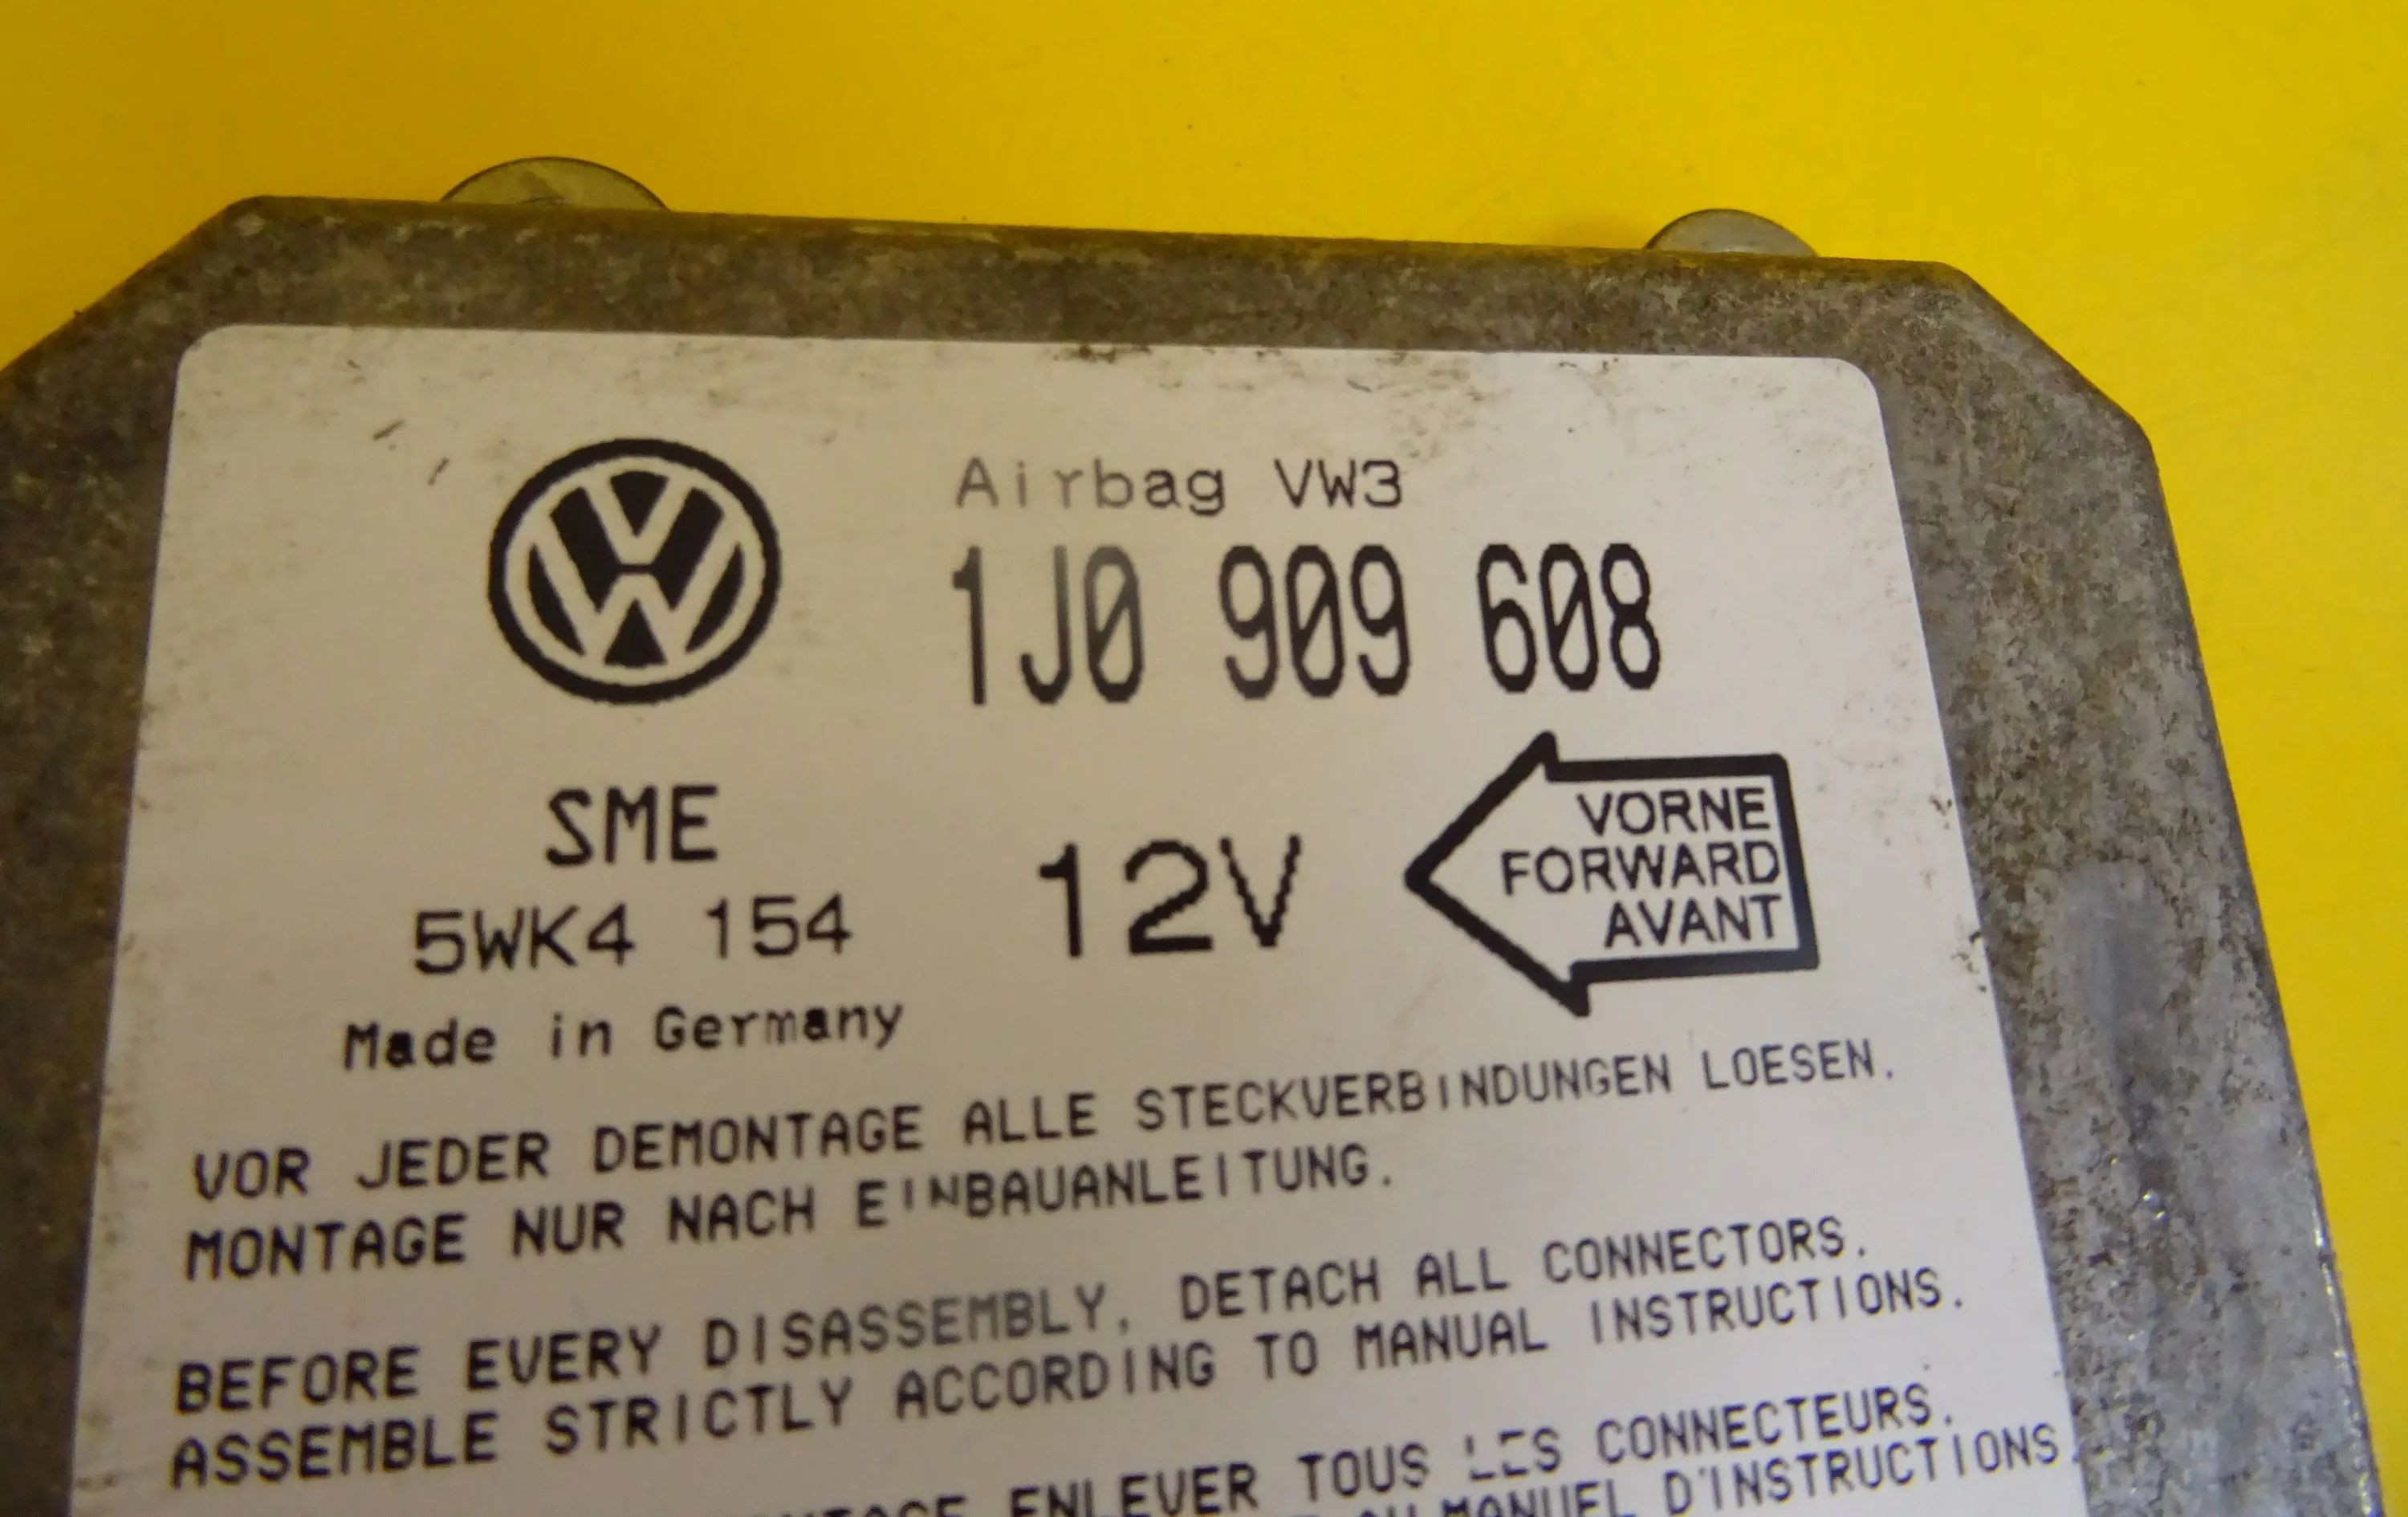 Airbag VW3
1J0 909 608
SME
5WK4 154
12V
VORNE
FORWARD
AVANT
Made in Germany
VOR JEDER DEMONTAGE ALLE STECKVERBINDUNGEN LOESEN.
MONTAGE NUR NACH EINBAUANLEITUNG.
BEFORE EVERY DISASSEMBLY, DETACH ALL CONNECTORS.
ASSEMBLE STRICTLY ACCORDING TO MANUAL INSTRUCTIONS.
ENLEVER TOUS LES CONNECTEURS.
MANUEL D'INSTRUCTIONS.